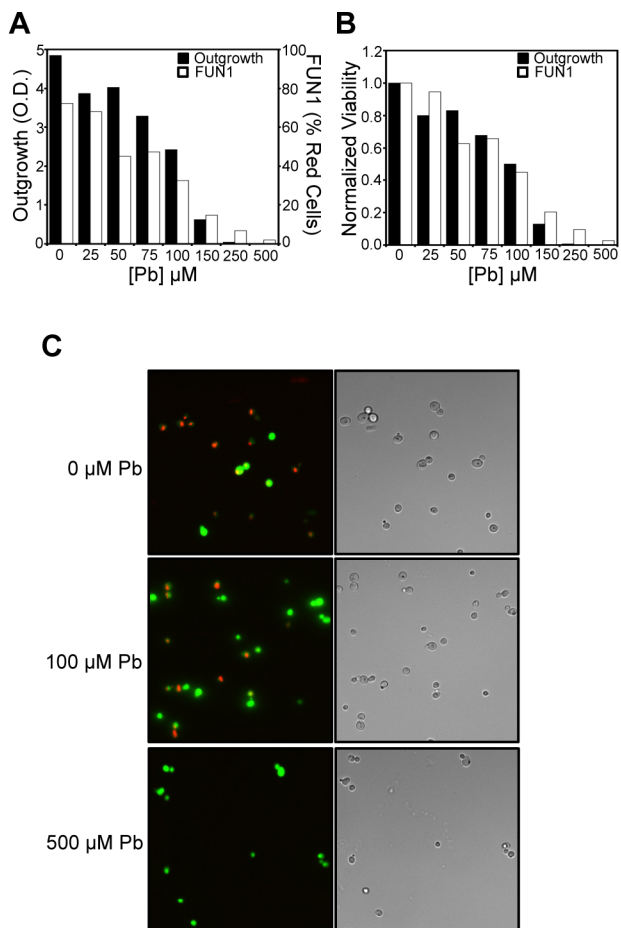 A
Outgrowth
FUN1
5
4
3
2
1
0
100
80
60
40
20
0
Outgrowth (O.D.)
FUN1 (% Red Cells)
0 25 50 75 100 150 250 500
[Pb] µM
B
Outgrowth
FUN1
1.2
1.0
0.8
0.6
0.4
0.2
0.0
Normalized Viability
0 25 50 75 100 150 250 500
[Pb] µM
C
0 µM Pb
100 µM Pb
500 µM Pb